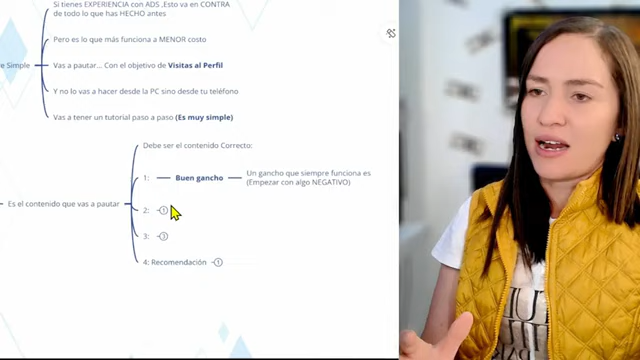 Si tienes EXPERIENCIA con ADS ,Esto va en CONTRA
de todo lo que has HECHO antes
Pero es lo que más funciona a MENOR costo
e Simple
Vas a pautar... Con el objetivo de Visitas al Perfil
Y no lo vas a hacer desde la PC sino desde tu teléfono
Vas a tener un tutorial paso a paso (Es muy simple)
Debe ser el contenido Correcto:
1: Buen gancho
Un gancho que siempre funciona es
(Empezar con algo NEGATIVO)
Es el contenido que vas a pautar
2: 1
3: 3
4: Recomendación 1